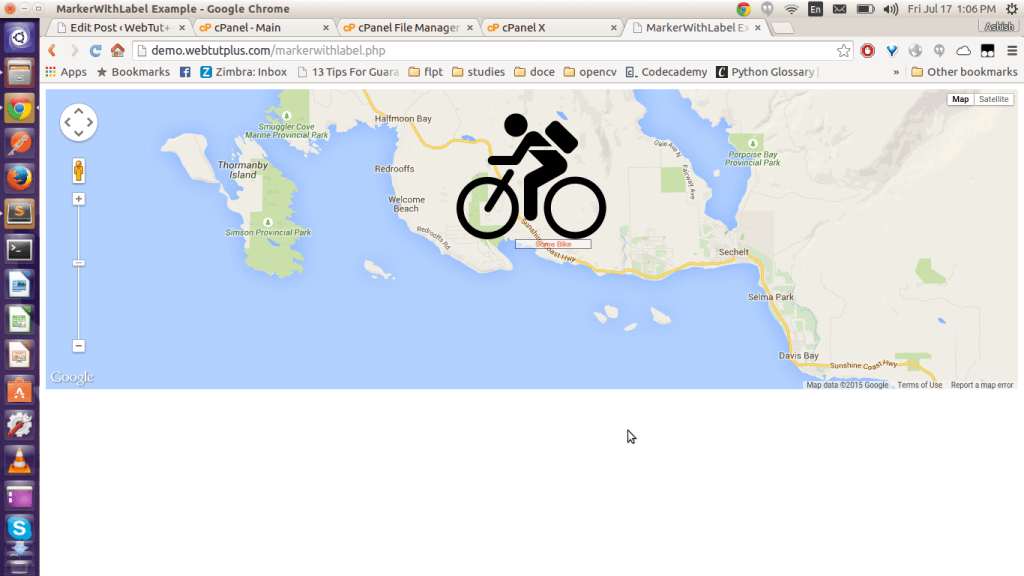 MarkerWithLabel Example - Google Chrome
En
Fri Jul 17 1:06 PM
Edit Post ‹ WebTut+
cPanel - Main
cPanel File Manager
cPanel X
MarkerWithLabel Ex
Ashish
demo.webtutplus.com/markerwithlabel.php
Apps
Bookmarks
Zimbra: Inbox
13 Tips For Guara
flpt
studies
doce
opencv
Codecademy
Python Glossary
»
Other bookmarks
Map
Satellite
Halfmoon Bay
Smuggler Cove
Marine Provincial Park
Thormanby
Island
Redrooffs
Welcome
Beach
Redrooffs Rd
Simson Provincial Park
Gale Ave N
Fairway Ave
Porpoise Bay
Provincial Park
Some Bike
Sunshine Coast Hwy
Sechelt
Selma Park
Davis Bay
Sunshine Coast Hwy
Google
Map data ©2015 Google
Terms of Use
Report a map error